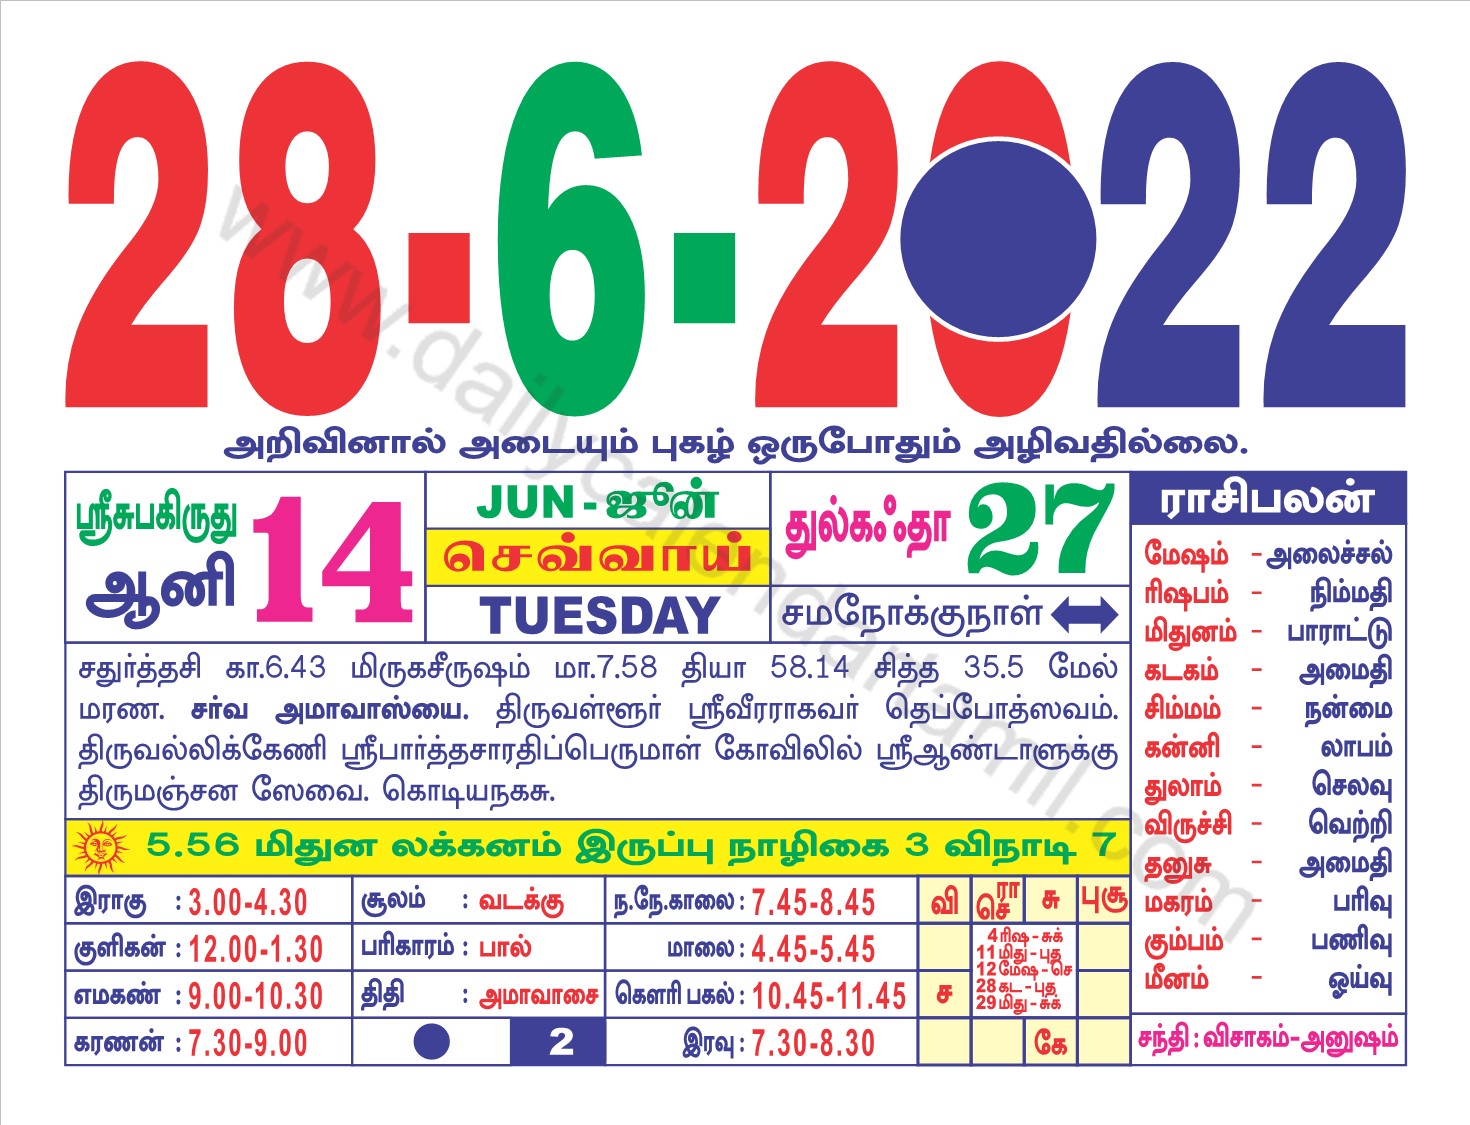 28-6-2022
அறிவினால் அடையும் புகழ் ஒருபோதும் அழிவதில்லை.
ஸ்ரீசுபகிருது
ஆனி 14
JUN - ஜூன்
செவ்வாய்
TUESDAY
துல்கஃதா 27
சமநோக்குநாள்
சதுர்த்தசி கா.6.43 மிருகசீருஷம் மா.7.58 தியா 58.14 சித்த 35.5 மேல்
மரண. சர்வ அமாவாஸ்யை. திருவள்ளூர் ஸ்ரீவீரராகவர் தெப்போத்ஸவம்.
திருவல்லிக்கேணி ஸ்ரீபார்த்தசாரதிப்பெருமாள் கோவிலில் ஸ்ரீஆண்டாளுக்கு
திருமஞ்சன ஸேவை. கொடியநகசு.
5.56 மிதுன லக்கனம் இருப்பு நாழிகை 3 விநாடி 7
இராகு : 3.00-4.30
குளிகன் : 12.00-1.30
எமகண் : 9.00-10.30
கரணன் : 7.30-9.00
சூலம் : வடக்கு
பரிகாரம் : பால்
திதி : அமாவாசை
2
ந.நே.காலை : 7.45-8.45
மாலை : 4.45-5.45
கௌரி பகல் : 10.45-11.45
இரவு : 7.30-8.30
வி
ரா
செ
சு
புசூ
4 ரிஷ - சுக்
11 மிது - புத
12 மேஷ - செ
28 கட - புத
29 மிது - சுக்
ச
கே
ராசிபலன்
மேஷம் - அலைச்சல்
ரிஷபம் - நிம்மதி
மிதுனம் - பாராட்டு
கடகம் - அமைதி
சிம்மம் - நன்மை
கன்னி - லாபம்
துலாம் - செலவு
விருச்சி - வெற்றி
தனுசு - அமைதி
மகரம் - பரிவு
கும்பம் - பணிவு
மீனம் - ஓய்வு
சந்தி : விசாகம்-அனுஷம்
www.dailycalendartamil.com